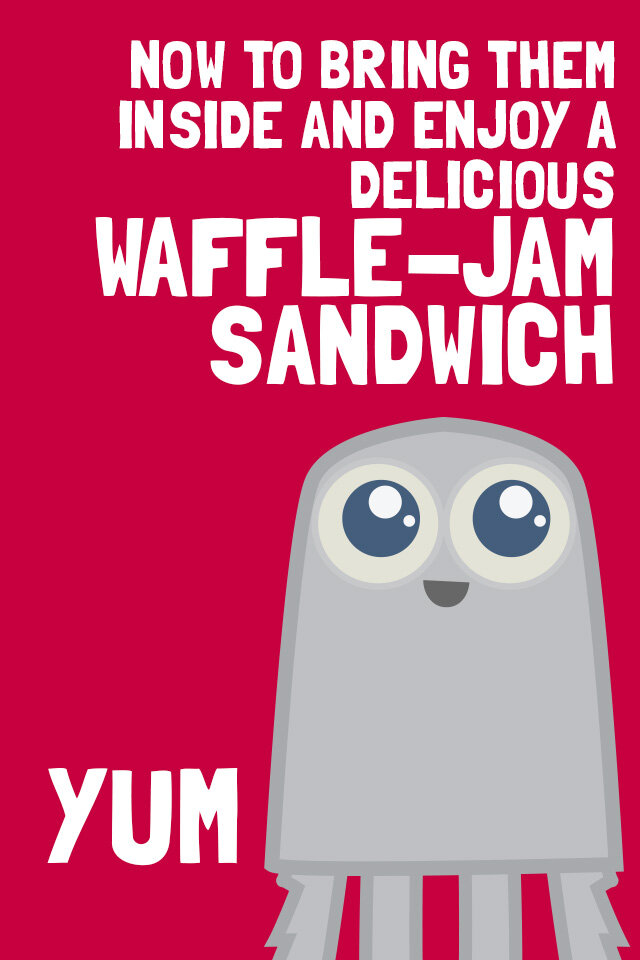 NOW TO BRING THEM
INSIDE AND ENJOY A
DELICIOUS
WAFFLE-JAM
SANDWICH
YUM